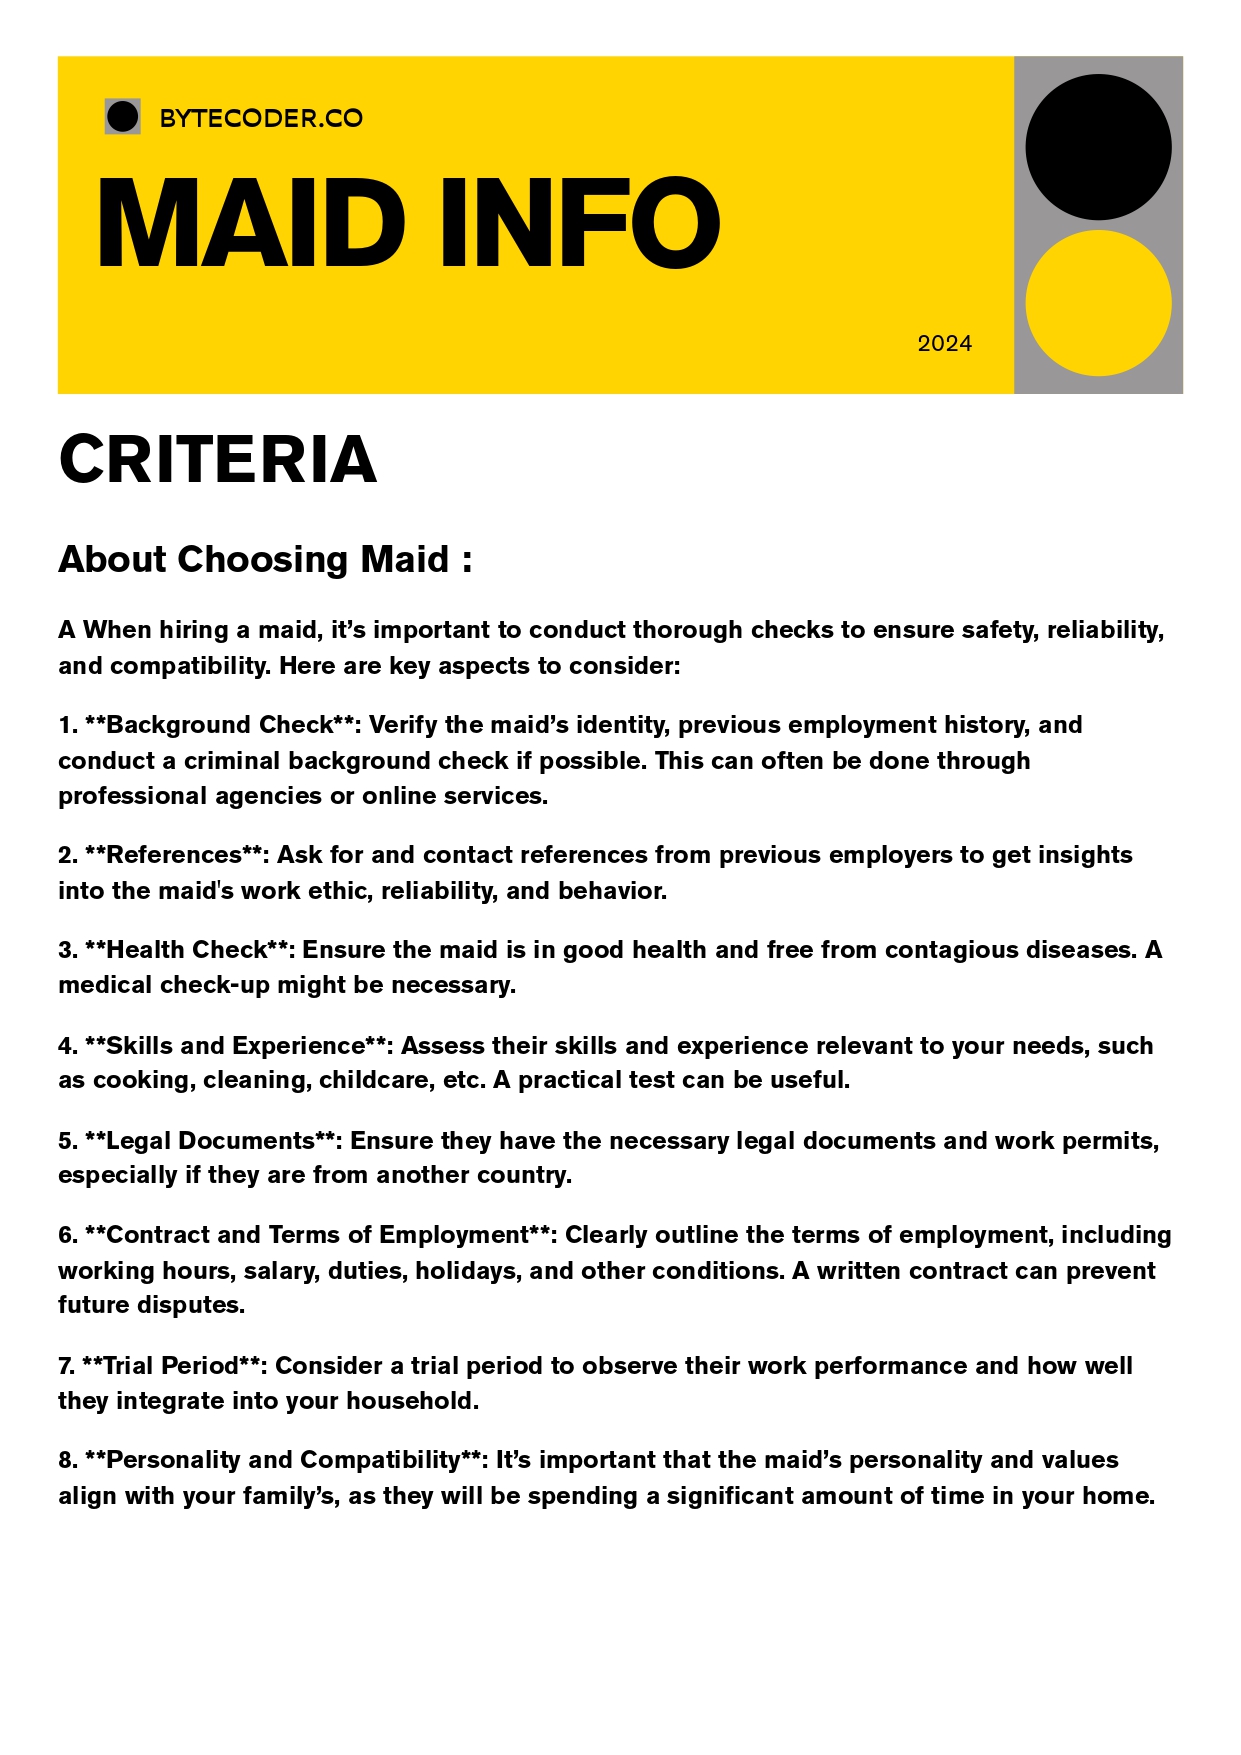 BYTECODER.CO
MAID INFO
2024
CRITERIA
About Choosing Maid :
A When hiring a maid, it’s important to conduct thorough checks to ensure safety, reliability,
and compatibility. Here are key aspects to consider:
1. **Background Check**: Verify the maid’s identity, previous employment history, and
conduct a criminal background check if possible. This can often be done through
professional agencies or online services.
2. **References**: Ask for and contact references from previous employers to get insights
into the maid's work ethic, reliability, and behavior.
3. **Health Check**: Ensure the maid is in good health and free from contagious diseases. A
medical check-up might be necessary.
4. **Skills and Experience**: Assess their skills and experience relevant to your needs, such
as cooking, cleaning, childcare, etc. A practical test can be useful.
5. **Legal Documents**: Ensure they have the necessary legal documents and work permits,
especially if they are from another country.
6. **Contract and Terms of Employment**: Clearly outline the terms of employment, including
working hours, salary, duties, holidays, and other conditions. A written contract can prevent
future disputes.
7. **Trial Period**: Consider a trial period to observe their work performance and how well
they integrate into your household.
8. **Personality and Compatibility**: It’s important that the maid’s personality and values
align with your family’s, as they will be spending a significant amount of time in your home.